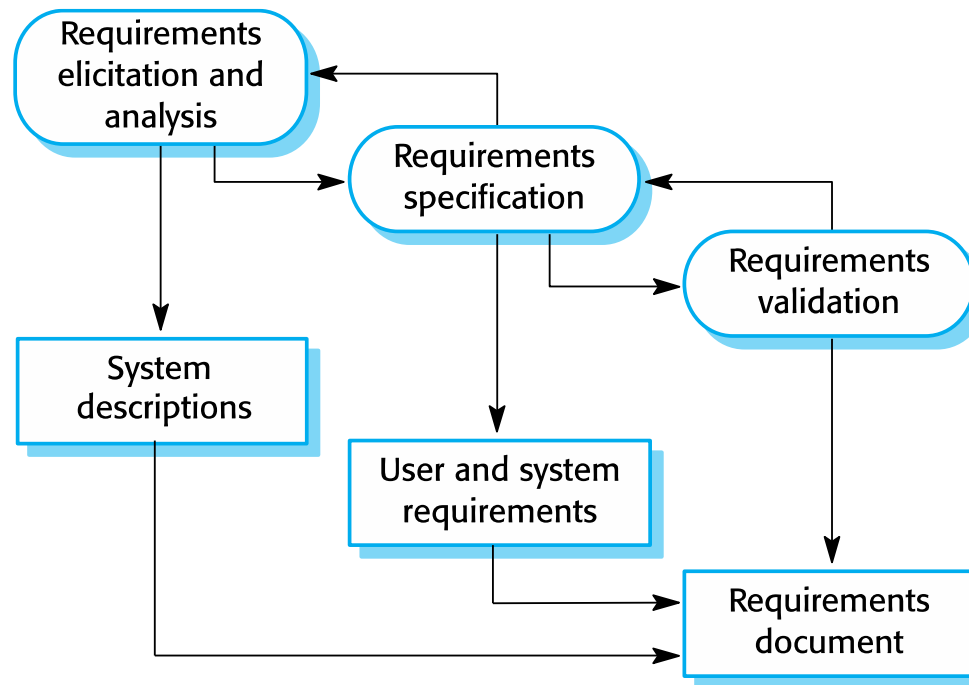 Requirements
elicitation and
analysis
Requirements
specification
Requirements
validation
System
descriptions
User and system
requirements
Requirements
document